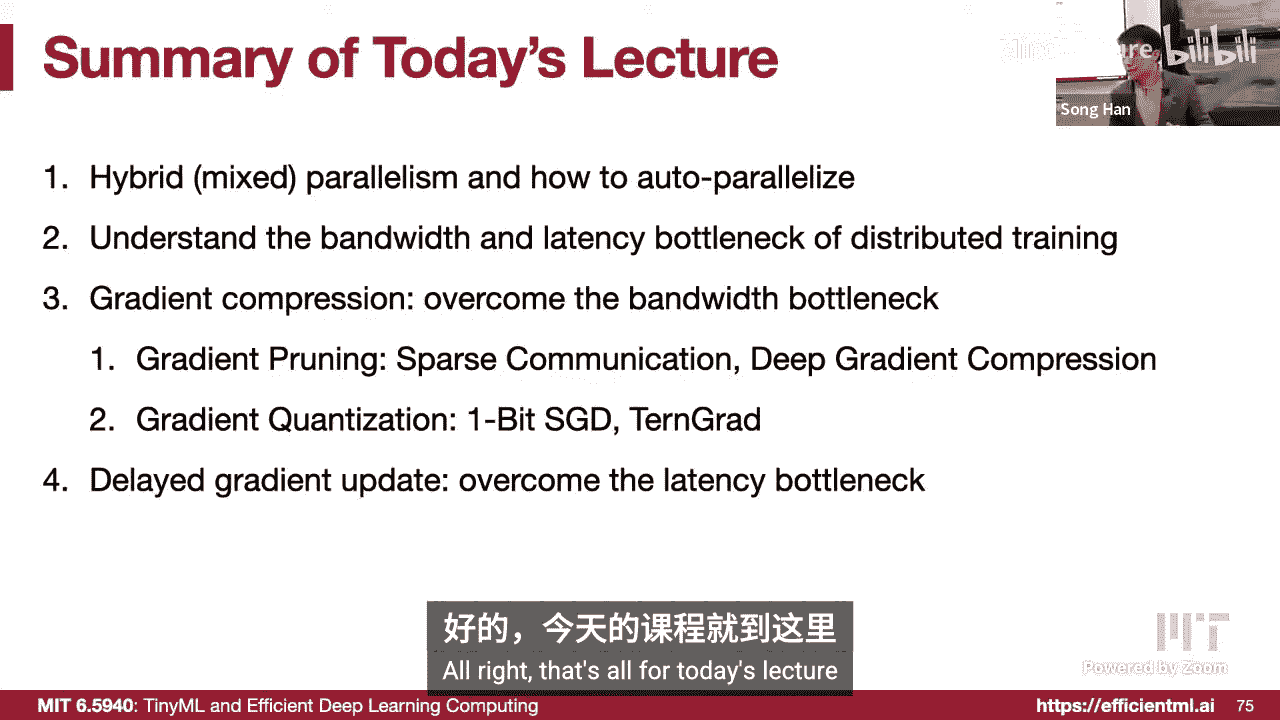 Summary of Today's Lecture
bilibili
Song Han
1. Hybrid (mixed) parallelism and how to auto-parallelize
2. Understand the bandwidth and latency bottleneck of distributed training
3. Gradient compression: overcome the bandwidth bottleneck
1. Gradient Pruning: Sparse Communication, Deep Gradient Compression
2. Gradient Quantization: 1-Bit SGD, TernGrad
4. Delayed gradient update: overcome the latency bottleneck
好的，今天的课程就到这里
All right, that's all for today's lecture
MIT
Powered by Zoom
MIT 6.5940: TinyML and Efficient Deep Learning Computing
https://efficientml.ai
75